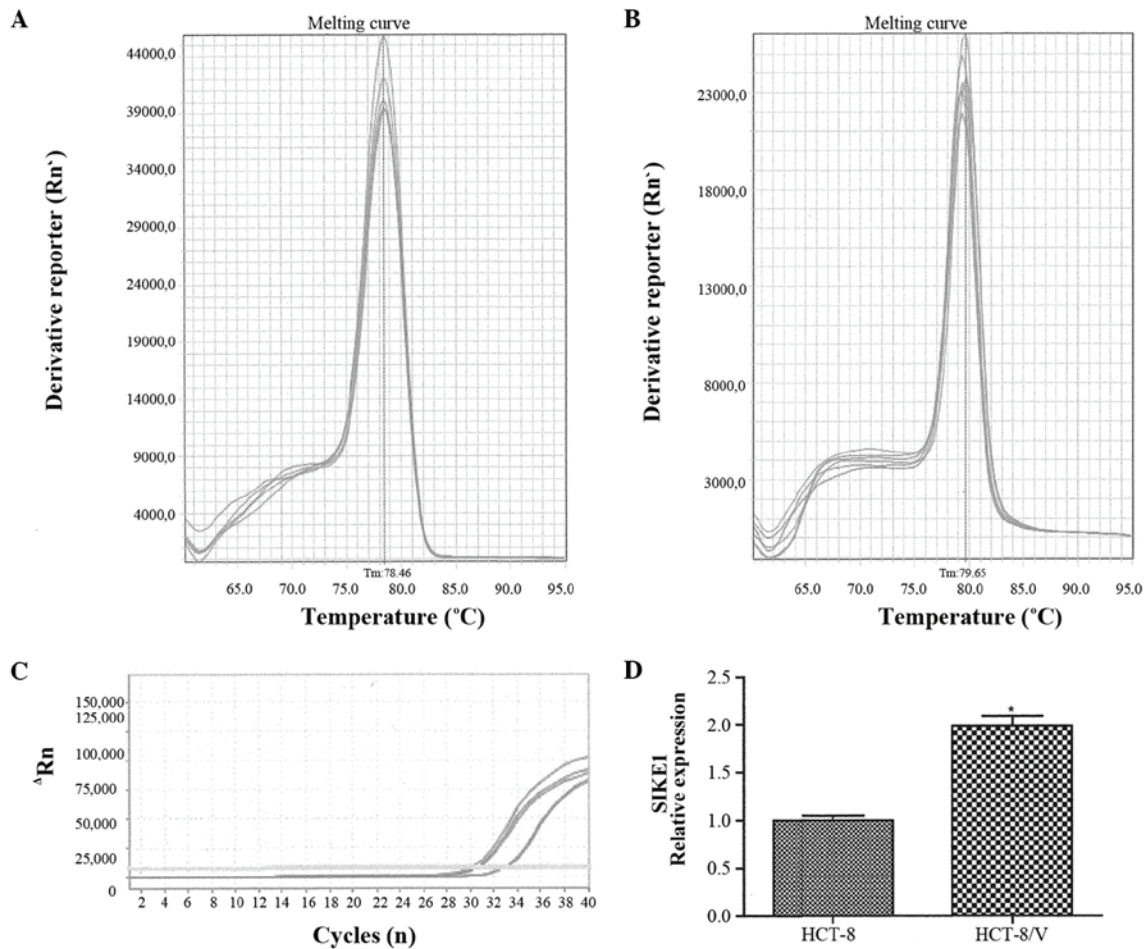 A
Melting curve
44000,0
39000,0
34000,0
29000,0
24000,0
19000,0
14000,0
9000,0
4000,0
Derivative reporter (Rn`)
Tm:78.46
65.0 70.0 75.0 80.0 85.0 90.0 95.0
Temperature (ºC)
B
Melting curve
23000,0
18000,0
13000,0
8000,0
3000,0
Derivative reporter (Rn`)
Tm:79.65
65.0 70.0 75.0 80.0 85.0 90.0 95.0
Temperature (ºC)
C
150,000
125,000
100,000
75,000
50,000
25,000
0
ΔRn
2 4 6 8 10 12 14 16 18 20 22 24 26 28 30 32 34 36 38 40
Cycles (n)
D
2.5
2.0
1.5
1.0
0.5
0.0
SIKE1
Relative expression
*
HCT-8 HCT-8/V